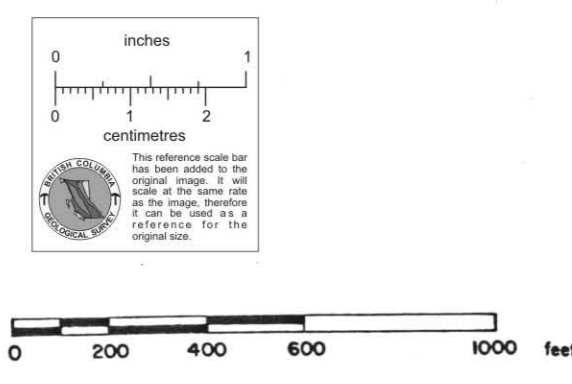 inches
0 1
0 1 2
centimetres
BRITISH COLUMBIA
GEOLOGICAL SURVEY
This reference scale bar
has been added to the
original image. It will
scale at the same rate
as the image, therefore
it can be used as a
reference for the
original size.
0 200 400 600 1000 feet